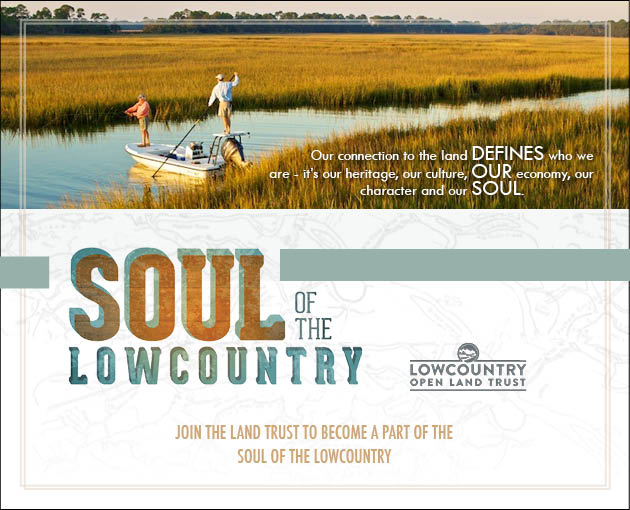 Our connection to the land DEFINES who we
are - it's our heritage, our culture, OUR economy, our
character and our SOUL.
SOUL
OF
THE
LOWCOUNTRY
LOWCOUNTRY
OPEN LAND TRUST
JOIN THE LAND TRUST TO BECOME A PART OF THE
SOUL OF THE LOWCOUNTRY